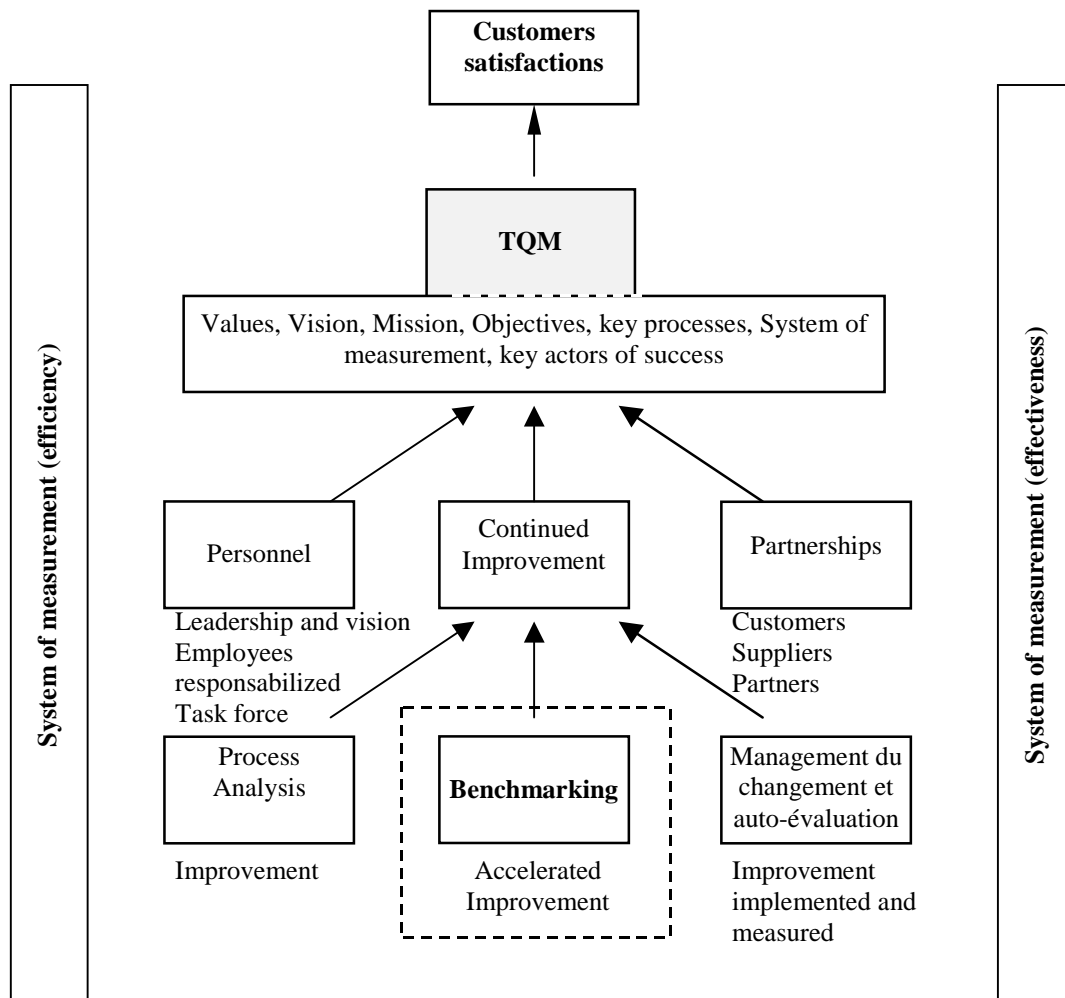 Customers
satisfactions
TQM
Values, Vision, Mission, Objectives, key processes, System of
measurement, key actors of success
System of measurement (efficiency)
System of measurement (effectiveness)
Personnel
Continued
Improvement
Partnerships
Leadership and vision
Employees
responsabilized
Task force
Customers
Suppliers
Partners
Process
Analysis
Benchmarking
Management du
changement et
auto-évaluation
Improvement
Accelerated
Improvement
Improvement
implemented and
measured